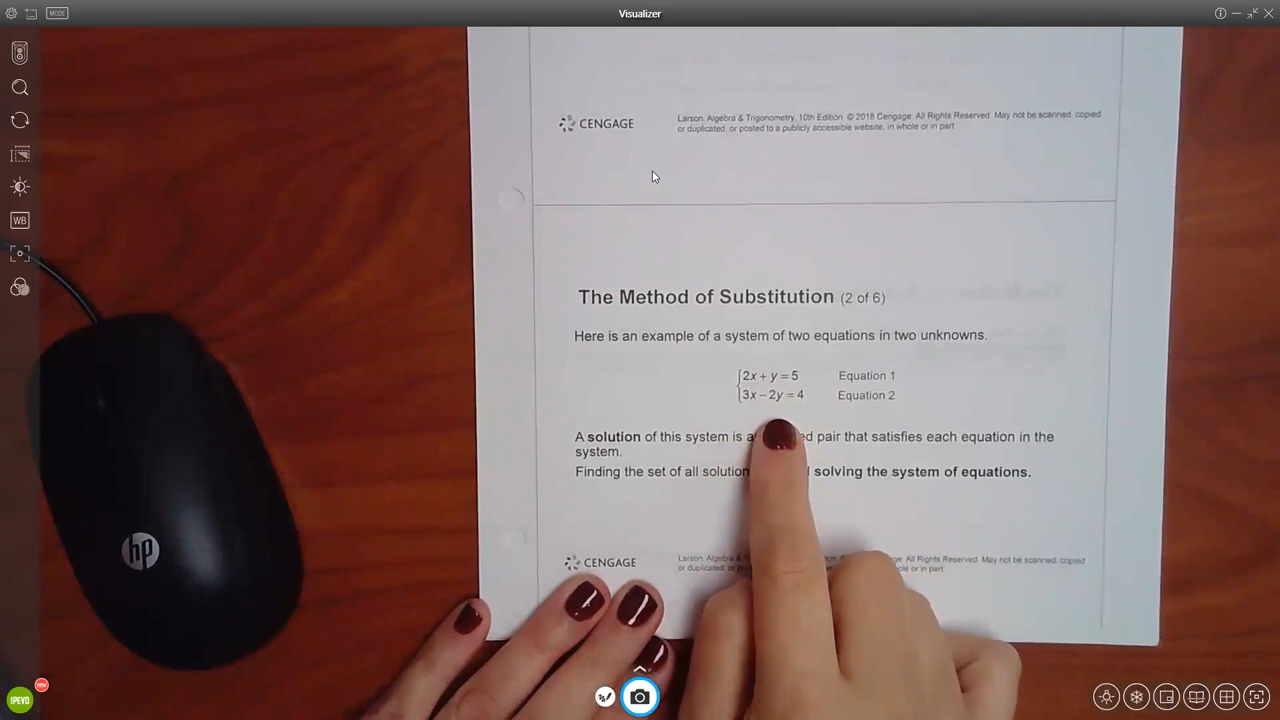 MODE
Visualizer
WB
CENGAGE
Larson, Algebra & Trigonometry, 10th Edition. © 2018 Cengage. All Rights Reserved. May not be scanned, copied
or duplicated, or posted to a publicly accessible website, in whole or in part.
The Method of Substitution (2 of 6)
Here is an example of a system of two equations in two unknowns.
2x + y = 5 Equation 1
3x − 2y = 4 Equation 2
A solution of this system is a pair that satisfies each equation in the
system.
Finding the set of all solution solving the system of equations.
CENGAGE
Larson, Algebra & All Rights Reserved. May not be scanned, copied
or duplicated, or whole or in part.
hp
IPEVO
new